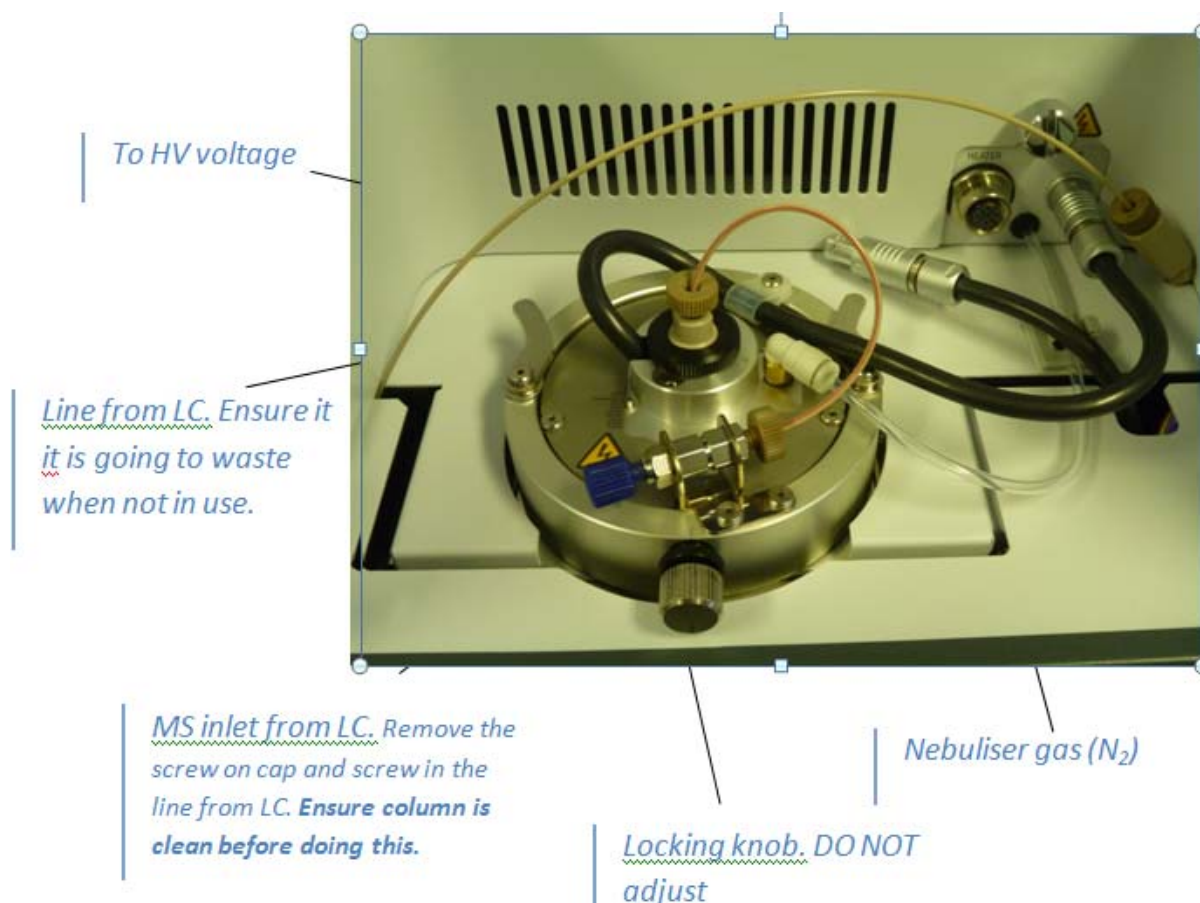 To HV voltage
HEATER
Line from LC. Ensure it
it is going to waste
when not in use.
MS inlet from LC. Remove the
screw on cap and screw in the
line from LC. Ensure column is
clean before doing this.
Nebuliser gas (N₂)
Locking knob. DO NOT
adjust